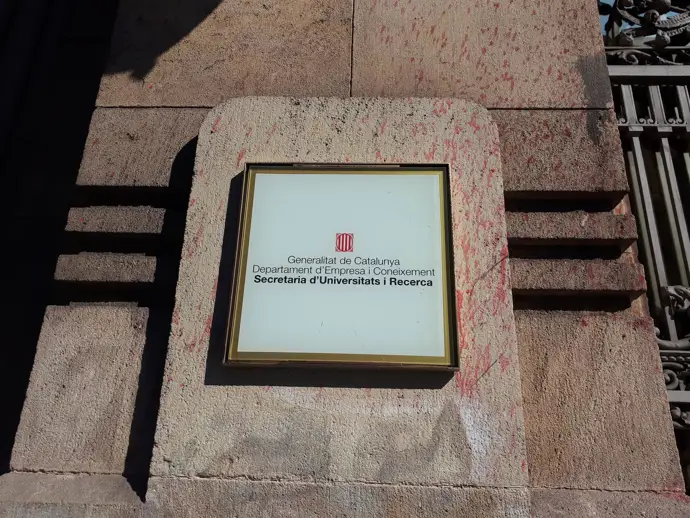 Generalitat de Catalunya
Departament d'Empresa i Coneixement
Secretaria d'Universitats i Recerca